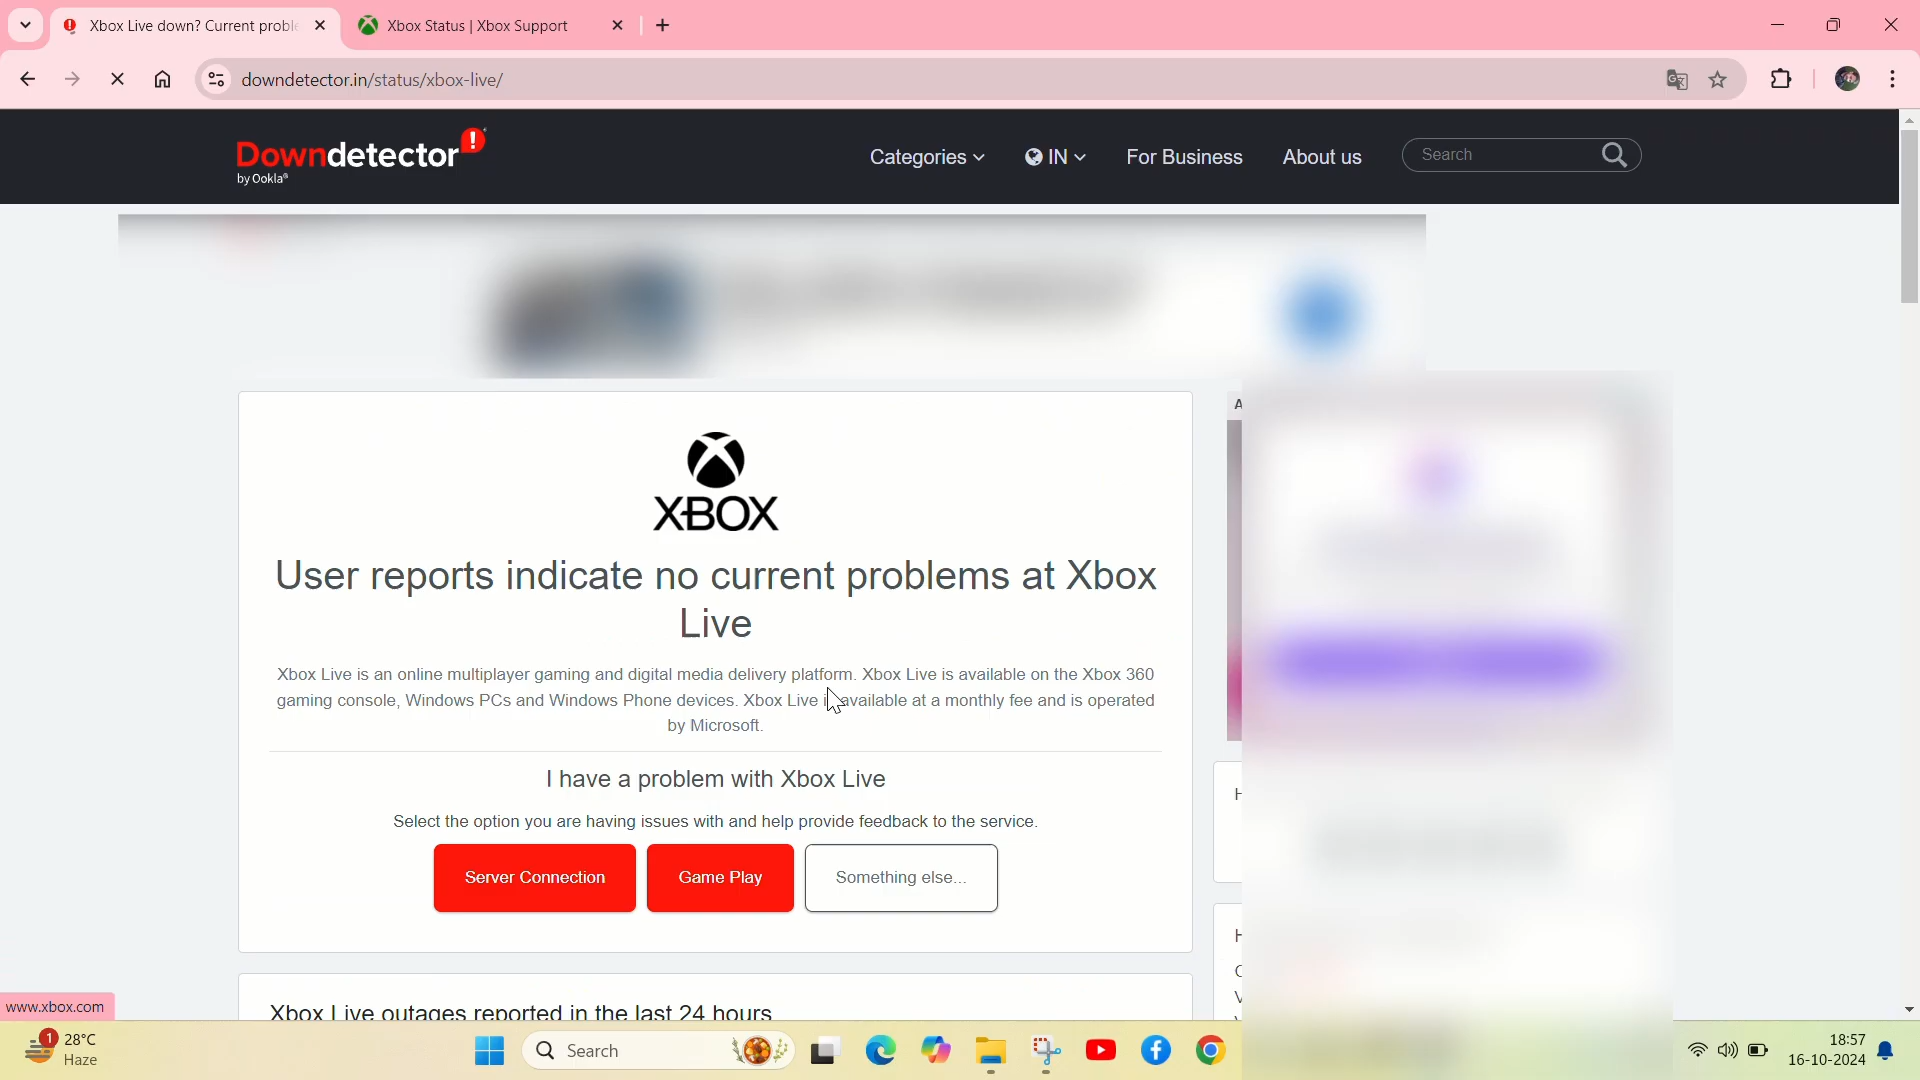 Xbox Live down? Current proble
Xbox Status | Xbox Support
downdetector.in/status/xbox-live/
Downdetector
by Ookla®
Categories
IN
For Business
About us
Search
XBOX
User reports indicate no current problems at Xbox
Live
Xbox Live is an online multiplayer gaming and digital media delivery platform. Xbox Live is available on the Xbox 360
gaming console, Windows PCs and Windows Phone devices. Xbox Live is available at a monthly fee and is operated
by Microsoft.
I have a problem with Xbox Live
Select the option you are having issues with and help provide feedback to the service.
Server Connection
Game Play
Something else...
Xbox Live outages reported in the last 24 hours
www.xbox.com
1
28°C
Haze
Search
18:57
16-10-2024